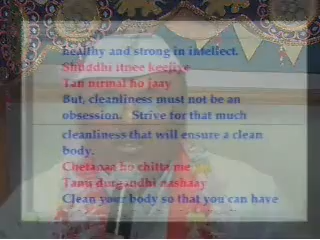 healthy and strong in intellect.
Shuddhi itnee keejiye
Tan nirmal ho jaay
But, cleanliness must not be an
obsession. Strive for that much
cleanliness that will ensure a clean
body.
Chetanaa ho chitta me
Tanu durgandhi nashaay
Clean your body so that you can have